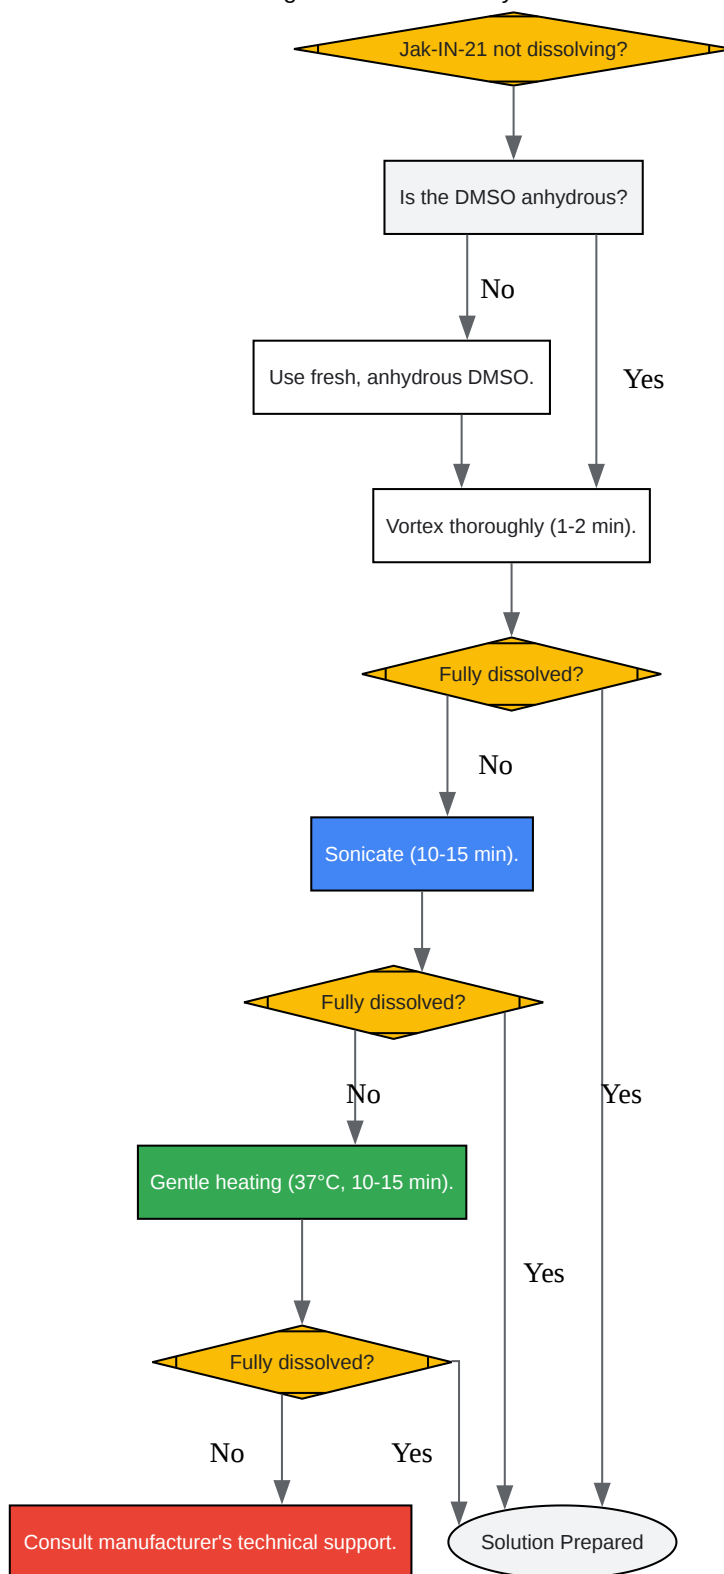 Jak-IN-21 not dissolving?
Is the DMSO anhydrous?
No
Use fresh, anhydrous DMSO.
Yes
Vortex thoroughly (1-2 min).
Fully dissolved?
No
Sonicate (10-15 min).
Fully dissolved?
No
Yes
Gentle heating (37°C, 10-15 min).
Yes
Fully dissolved?
No
Yes
Consult manufacturer's technical support.
Solution Prepared